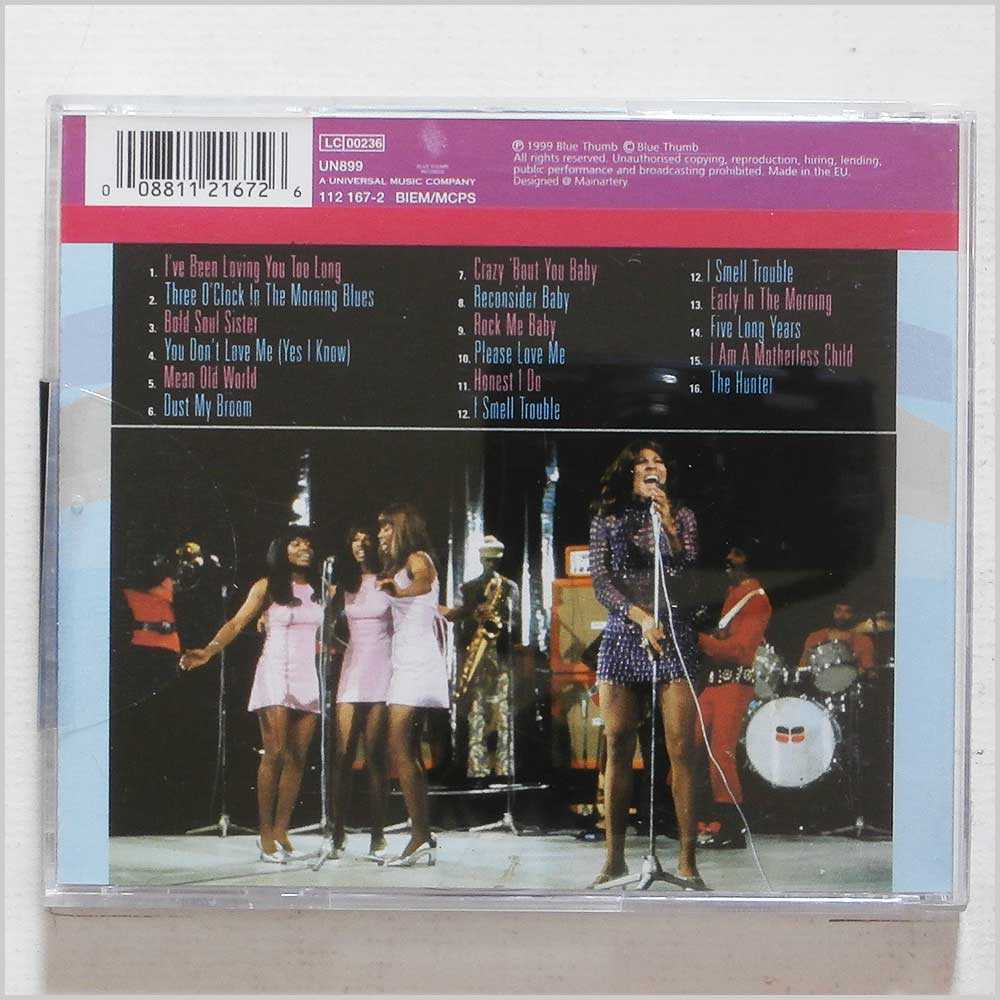 0 08811 21672 6
LC 00236
UN899
BLUE THUMB
RECORDS
A UNIVERSAL MUSIC COMPANY
112 167-2 BIEM/MCPS
℗ 1999 Blue Thumb © Blue Thumb
All rights reserved. Unauthorised copying, reproduction, hiring, lending,
public performance and broadcasting prohibited. Made in the EU.
Designed @ Mainartery
1. I've Been Loving You Too Long
2. Three O'Clock In The Morning Blues
3. Bold Soul Sister
4. You Don't Love Me (Yes I Know)
5. Mean Old World
6. Dust My Broom
7. Crazy 'Bout You Baby
8. Reconsider Baby
9. Rock Me Baby
10. Please Love Me
11. Honest I Do
12. I Smell Trouble
12. I Smell Trouble
13. Early In The Morning
14. Five Long Years
15. I Am A Motherless Child
16. The Hunter